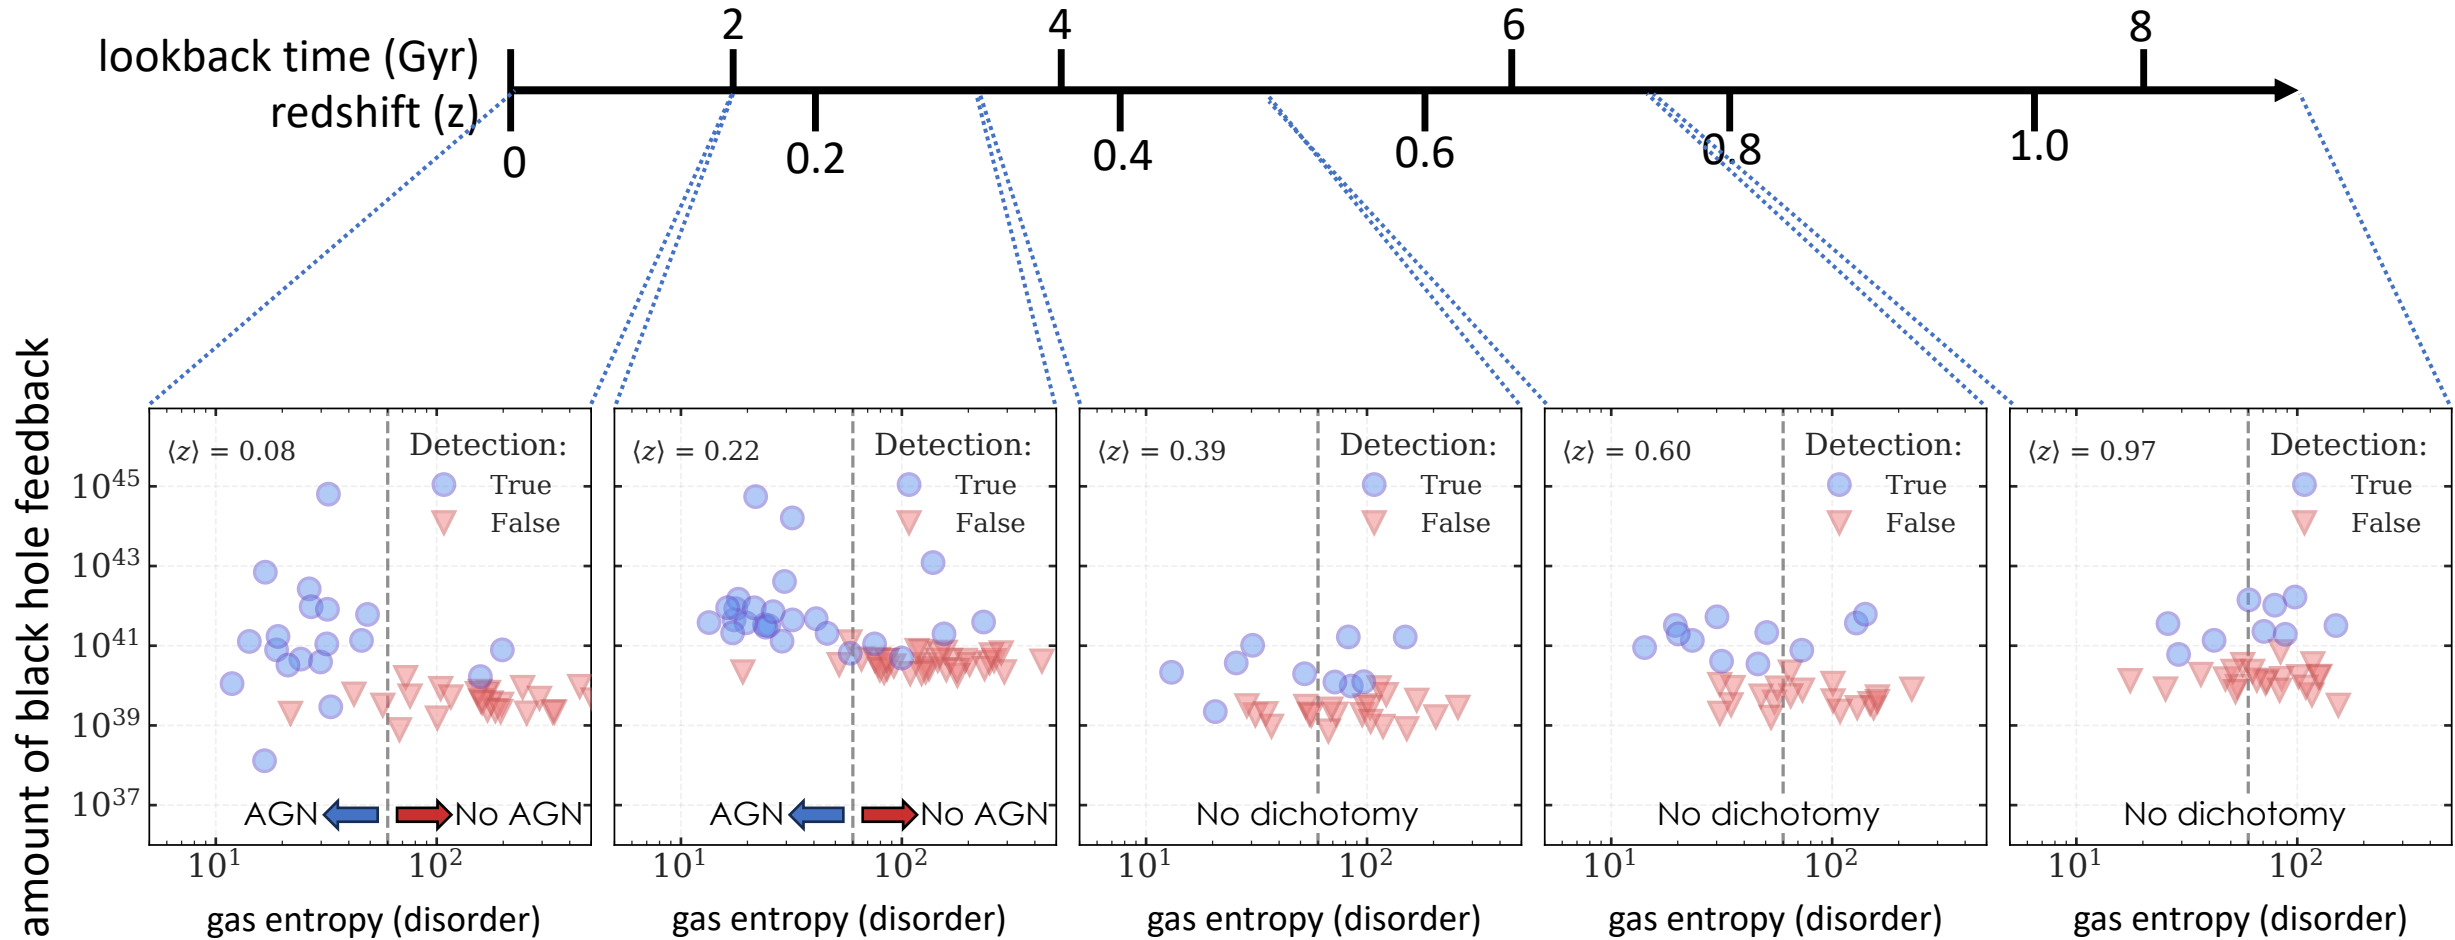 lookback time (Gyr)
2
4
6
8
redshift (z)
0
0.2
0.4
0.6
0.8
1.0
amount of black hole feedback
10^45
10^43
10^41
10^39
10^37
⟨z⟩ = 0.08
Detection:
True
False
AGN
No AGN
10^1
10^2
gas entropy (disorder)
⟨z⟩ = 0.22
Detection:
True
False
AGN
No AGN
10^1
10^2
gas entropy (disorder)
⟨z⟩ = 0.39
Detection:
True
False
No dichotomy
10^1
10^2
gas entropy (disorder)
⟨z⟩ = 0.60
Detection:
True
False
No dichotomy
10^1
10^2
gas entropy (disorder)
⟨z⟩ = 0.97
Detection:
True
False
No dichotomy
10^1
10^2
gas entropy (disorder)